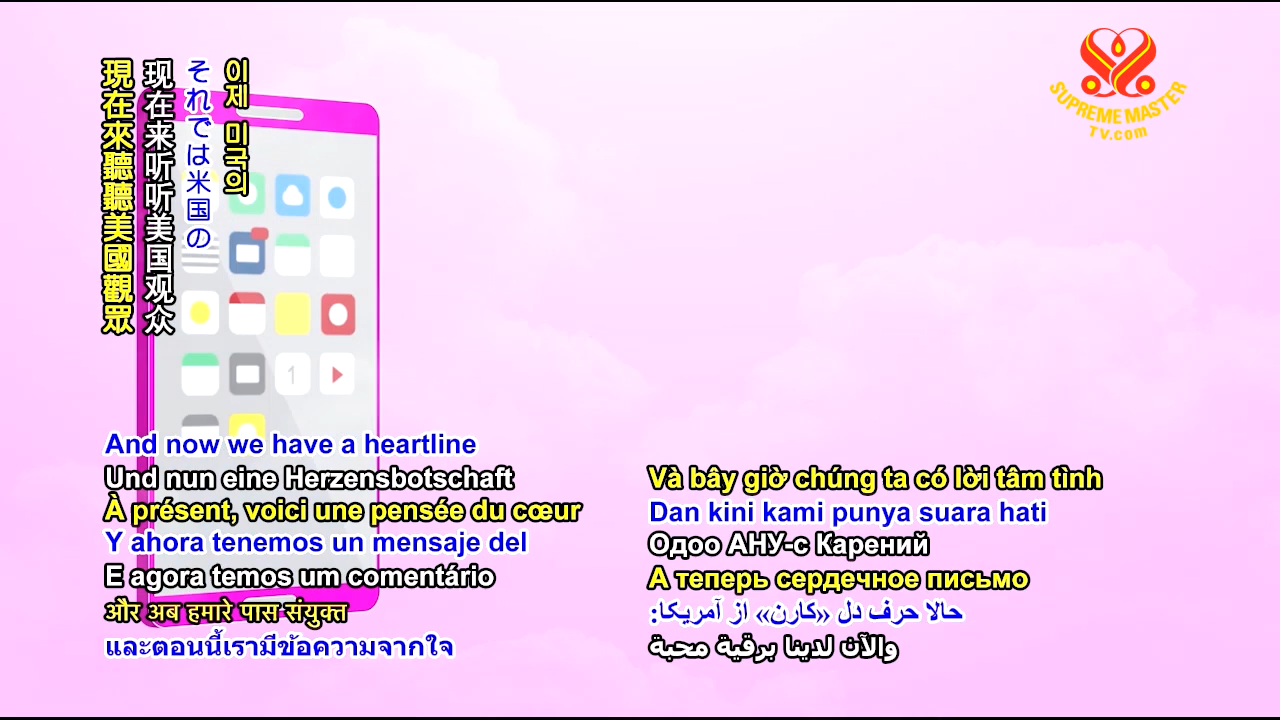 現在來聽聽美國觀眾
现在来听听美国观众
それでは米国の
이제 미국의
SUPREME MASTER
TV.com
1
And now we have a heartline
Und nun eine Herzensbotschaft
À présent, voici une pensée du cœur
Y ahora tenemos un mensaje del
E agora temos um comentário
और अब हमारे पास संयुक्त
และตอนนี้เรามีข้อความจากใจ
Và bây giờ chúng ta có lời tâm tình
Dan kini kami punya suara hati
Одоо АНУ-с Карений
А теперь сердечное письмо
حالا حرف دل «کارن» از آمریکا:
والآن لدينا برقية محبة